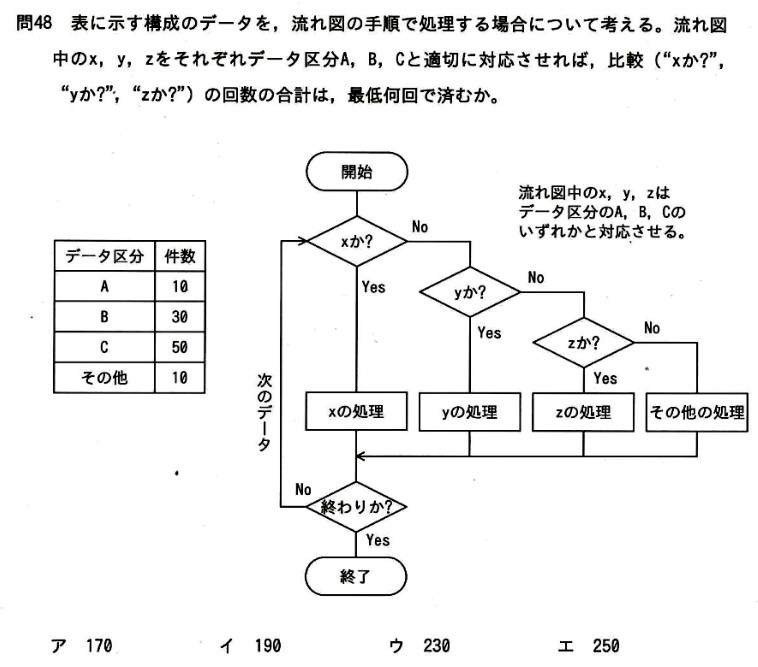 問48 表に示す構成のデータを，流れ図の手順で処理する場合について考える。流れ図
中のx，y，zをそれぞれデータ区分A，B，Cと適切に対応させれば，比較（“xか?”，
“yか?”，“zか?”）の回数の合計は，最低何回で済むか。
開始
流れ図中のx，y，zは
データ区分のA，B，Cの
いずれかと対応させる。
xか?
No
Yes
yか?
No
Yes
zか?
No
Yes
データ区分 件数
A 10
B 30
C 50
その他 10
次のデータ
xの処理 yの処理 zの処理 その他の処理
No
終わりか?
Yes
終了
ア 170 イ 190 ウ 230 エ 250